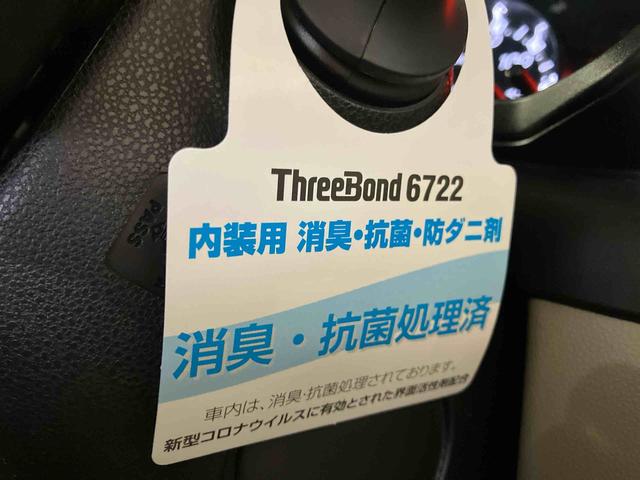 ThreeBond 6722
内装用 消臭・抗菌・防ダニ剤
消臭・抗菌処理済
車内は、消臭・抗菌処理されております。
新型コロナウイルスに有効とされた界面活性剤配合
PASS